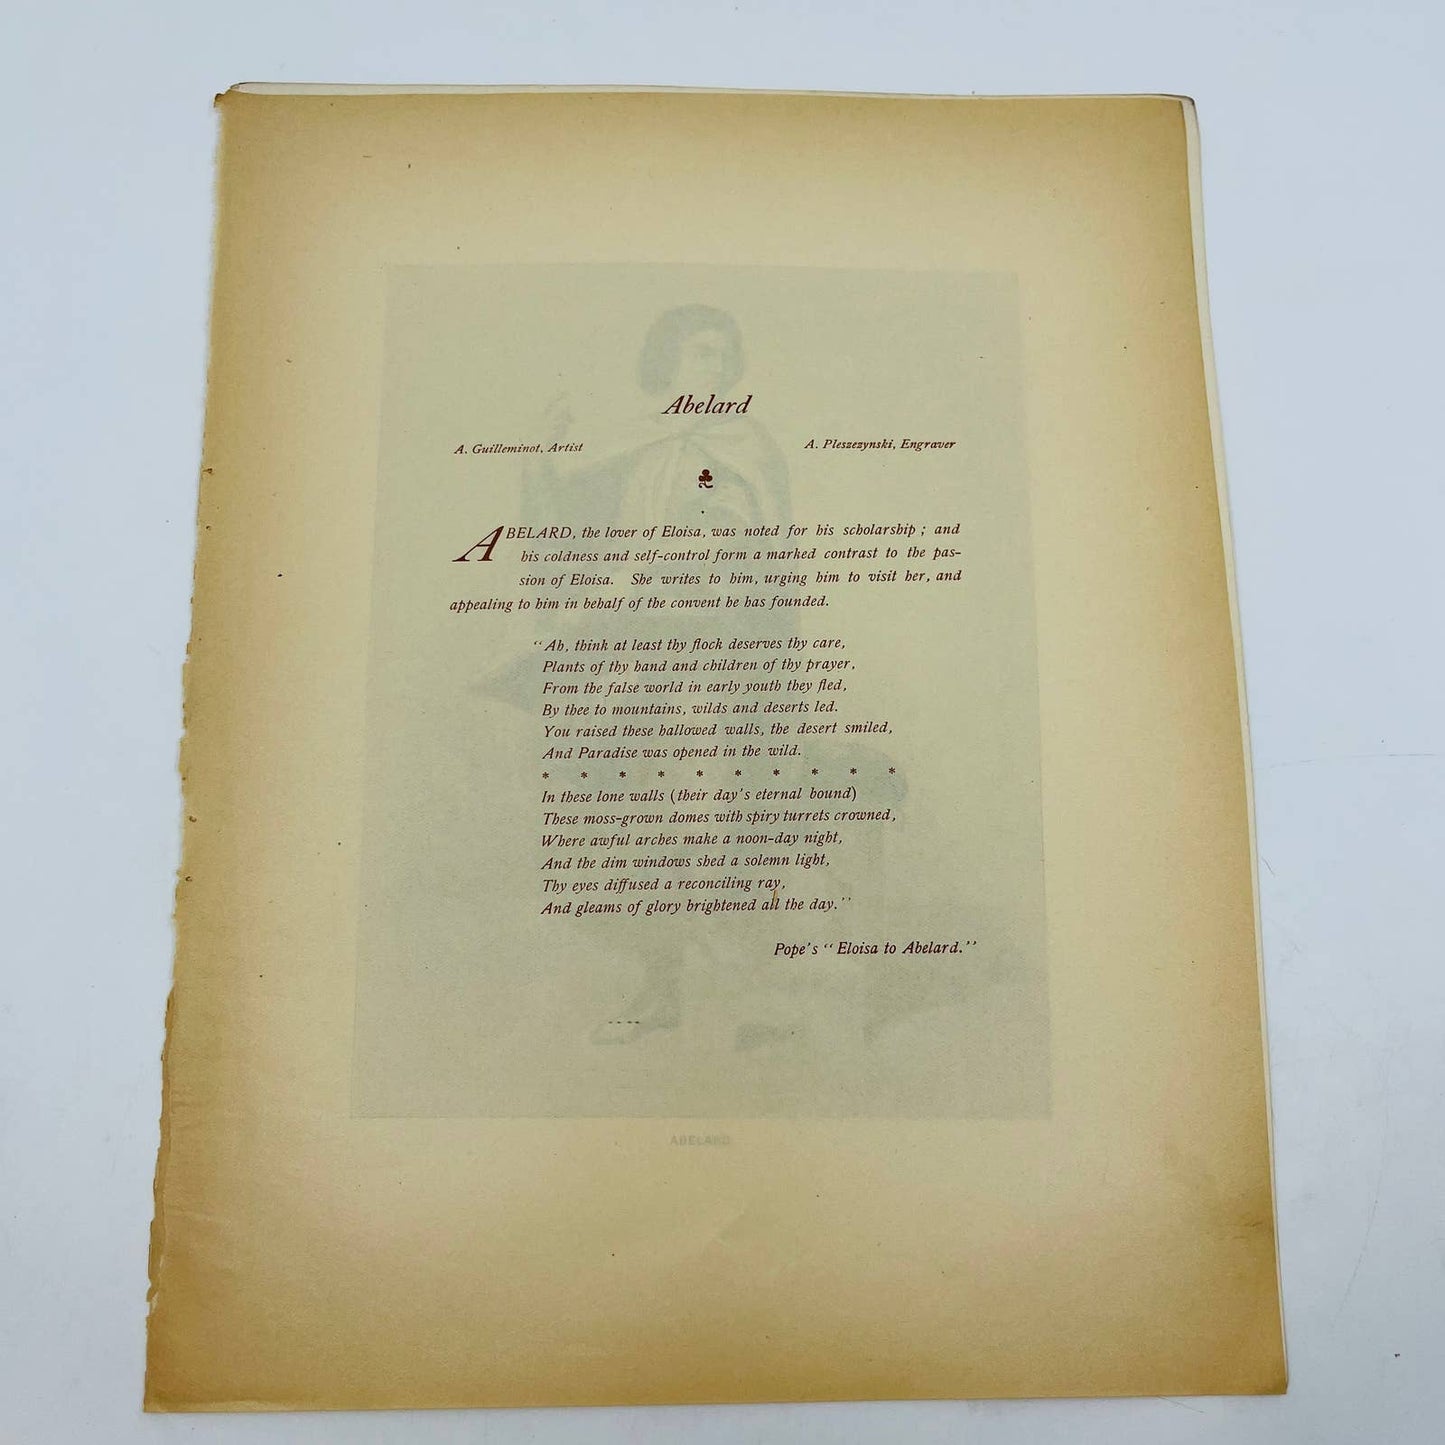 Abelard
A. Guilleminot, Artist
A. Pleszezynski, Engraver
ABELARD, the lover of Eloisa, was noted for his scholarship ; and
his coldness and self-control form a marked contrast to the pas-
sion of Eloisa. She writes to him, urging him to visit her, and
appealing to him in behalf of the convent he has founded.
“Ah, think at least thy flock deserves thy care,
Plants of thy hand and children of thy prayer,
From the false world in early youth they fled,
By thee to mountains, wilds and deserts led.
You raised these hallowed walls, the desert smiled,
And Paradise was opened in the wild.
* * * * * * * * * *
In these lone walls (their day's eternal bound)
These moss-grown domes with spiry turrets crowned,
Where awful arches make a noon-day night,
And the dim windows shed a solemn light,
Thy eyes diffused a reconciling ray,
And gleams of glory brightened all the day.”
Pope's “Eloisa to Abelard.”
ABELARD